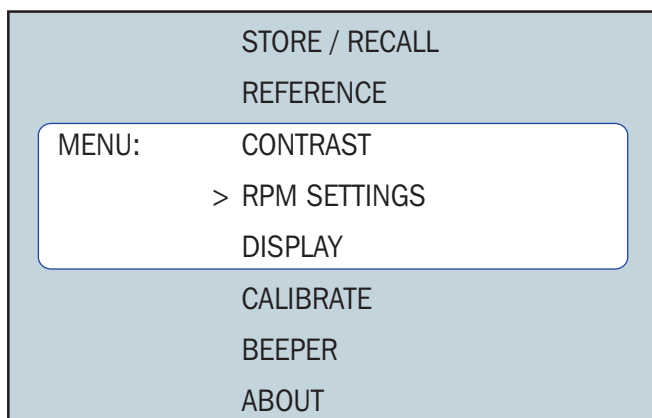 STORE / RECALL
REFERENCE
MENU: CONTRAST
> RPM SETTINGS
DISPLAY
CALIBRATE
BEEPER
ABOUT